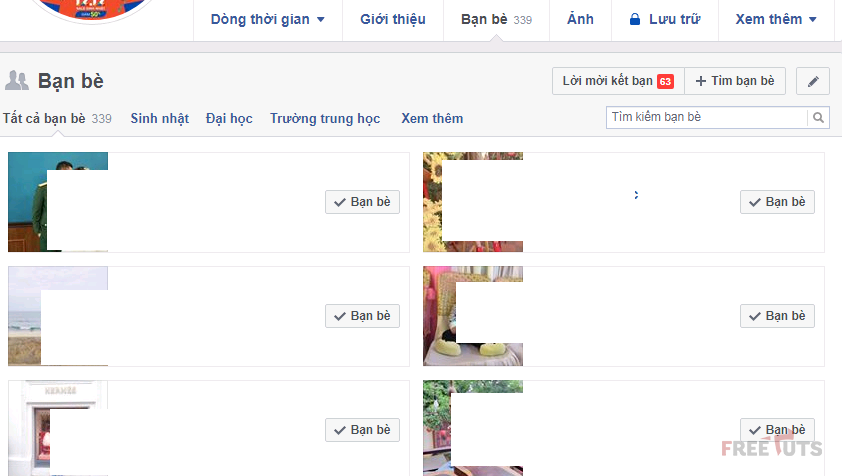 Dòng thời gian Giới thiệu Bạn bè 339 Ảnh Lưu trữ Xem thêm
Bạn bè
Lời mời kết bạn 63 Tìm bạn bè
Tất cả bạn bè 339 Sinh nhật Đại học Trường trung học Xem thêm
Tìm kiếm bạn bè
Bạn bè
Bạn bè
Bạn bè
Bạn bè
HERMÈS
Bạn bè
Bạn bè
FREETUTS